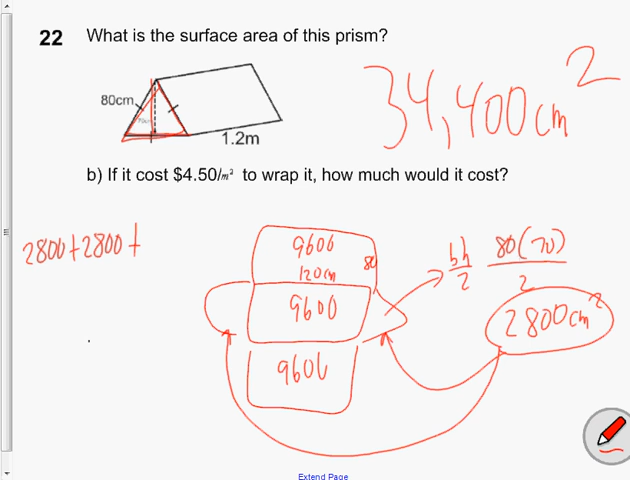 22 What is the surface area of this prism?
80cm
1.2m
34,400cm²
b) If it cost $4.50/m² to wrap it, how much would it cost?
2800+2800+
9600
120cm 80
9600
9600
bh/2 80(70)/2
2800cm²
Extend Page